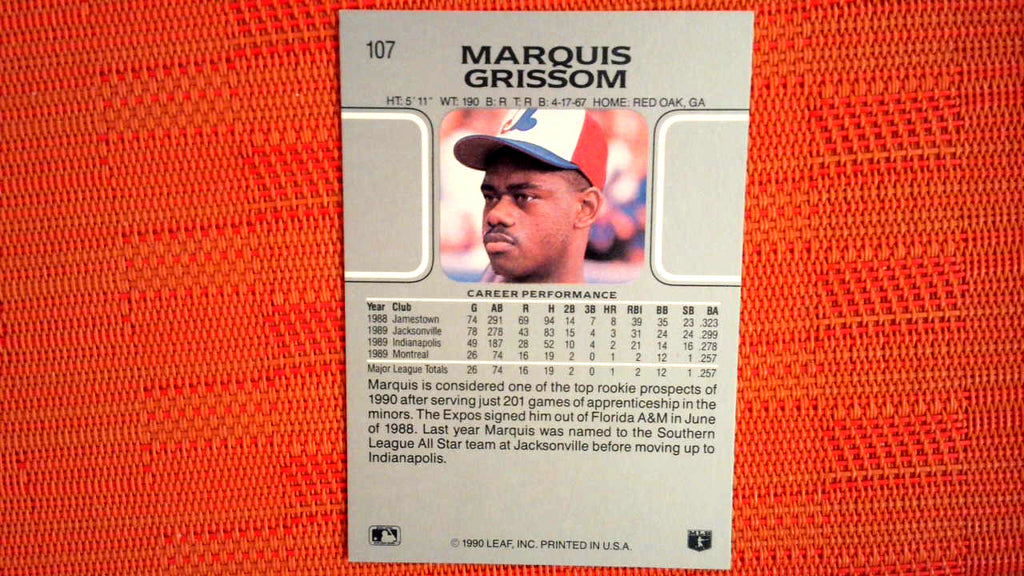 107
MARQUIS
GRISSOM
HT: 5' 11" WT: 190 B: R T: R B: 4-17-67 HOME: RED OAK, GA
CAREER PERFORMANCE
Year Club G AB R H 2B 3B HR RBI BB SB BA
1988 Jamestown 74 291 69 94 14 7 8 39 35 23 .323
1989 Jacksonville 78 278 43 83 15 4 3 31 24 24 .299
1989 Indianapolis 49 187 28 52 10 4 2 21 14 16 .278
1989 Montreal 26 74 16 19 2 0 1 2 12 1 .257
Major League Totals 26 74 16 19 2 0 1 2 12 1 .257
Marquis is considered one of the top rookie prospects of
1990 after serving just 201 games of apprenticeship in the
minors. The Expos signed him out of Florida A&M in June
of 1988. Last year Marquis was named to the Southern
League All Star team at Jacksonville before moving up to
Indianapolis.
© 1990 LEAF, INC. PRINTED IN U.S.A.